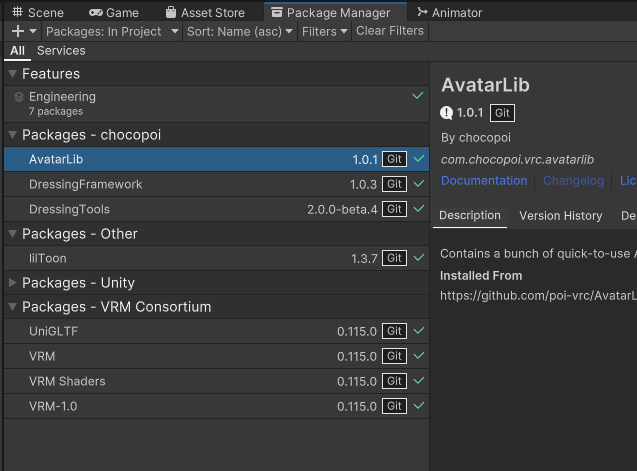 Scene Game Asset Store Package Manager Animator
+ Packages: In Project Sort: Name (asc) Filters Clear Filters
All Services
Features
Engineering
7 packages
Packages - chocopoi
AvatarLib 1.0.1 Git
DressingFramework 1.0.3 Git
DressingTools 2.0.0-beta.4 Git
Packages - Other
lilToon 1.3.7 Git
Packages - Unity
Packages - VRM Consortium
UniGLTF 0.115.0 Git
VRM 0.115.0 Git
VRM Shaders 0.115.0 Git
VRM-1.0 0.115.0 Git
AvatarLib
1.0.1 Git
By chocopoi
com.chocopoi.vrc.avatarlib
Documentation Changelog Lic
Description Version History De
Contains a bunch of quick-to-use A
Installed From
https://github.com/poi-vrc/AvatarL